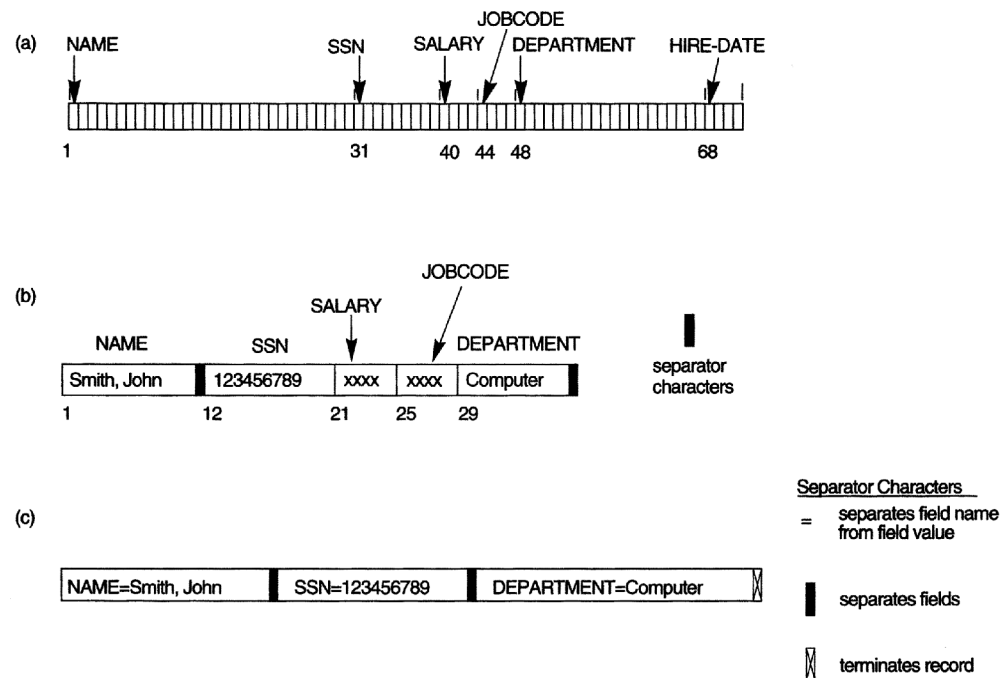 (a)
NAME
SSN
SALARY
JOBCODE
DEPARTMENT
HIRE-DATE
1 31 40 44 48 68
(b)
JOBCODE
SALARY
NAME SSN DEPARTMENT
Smith, John 123456789 xxxx xxxx Computer
1 12 21 25 29
separator
characters
(c)
NAME=Smith, John SSN=123456789 DEPARTMENT=Computer
Separator Characters
= separates field name
from field value
separates fields
terminates record